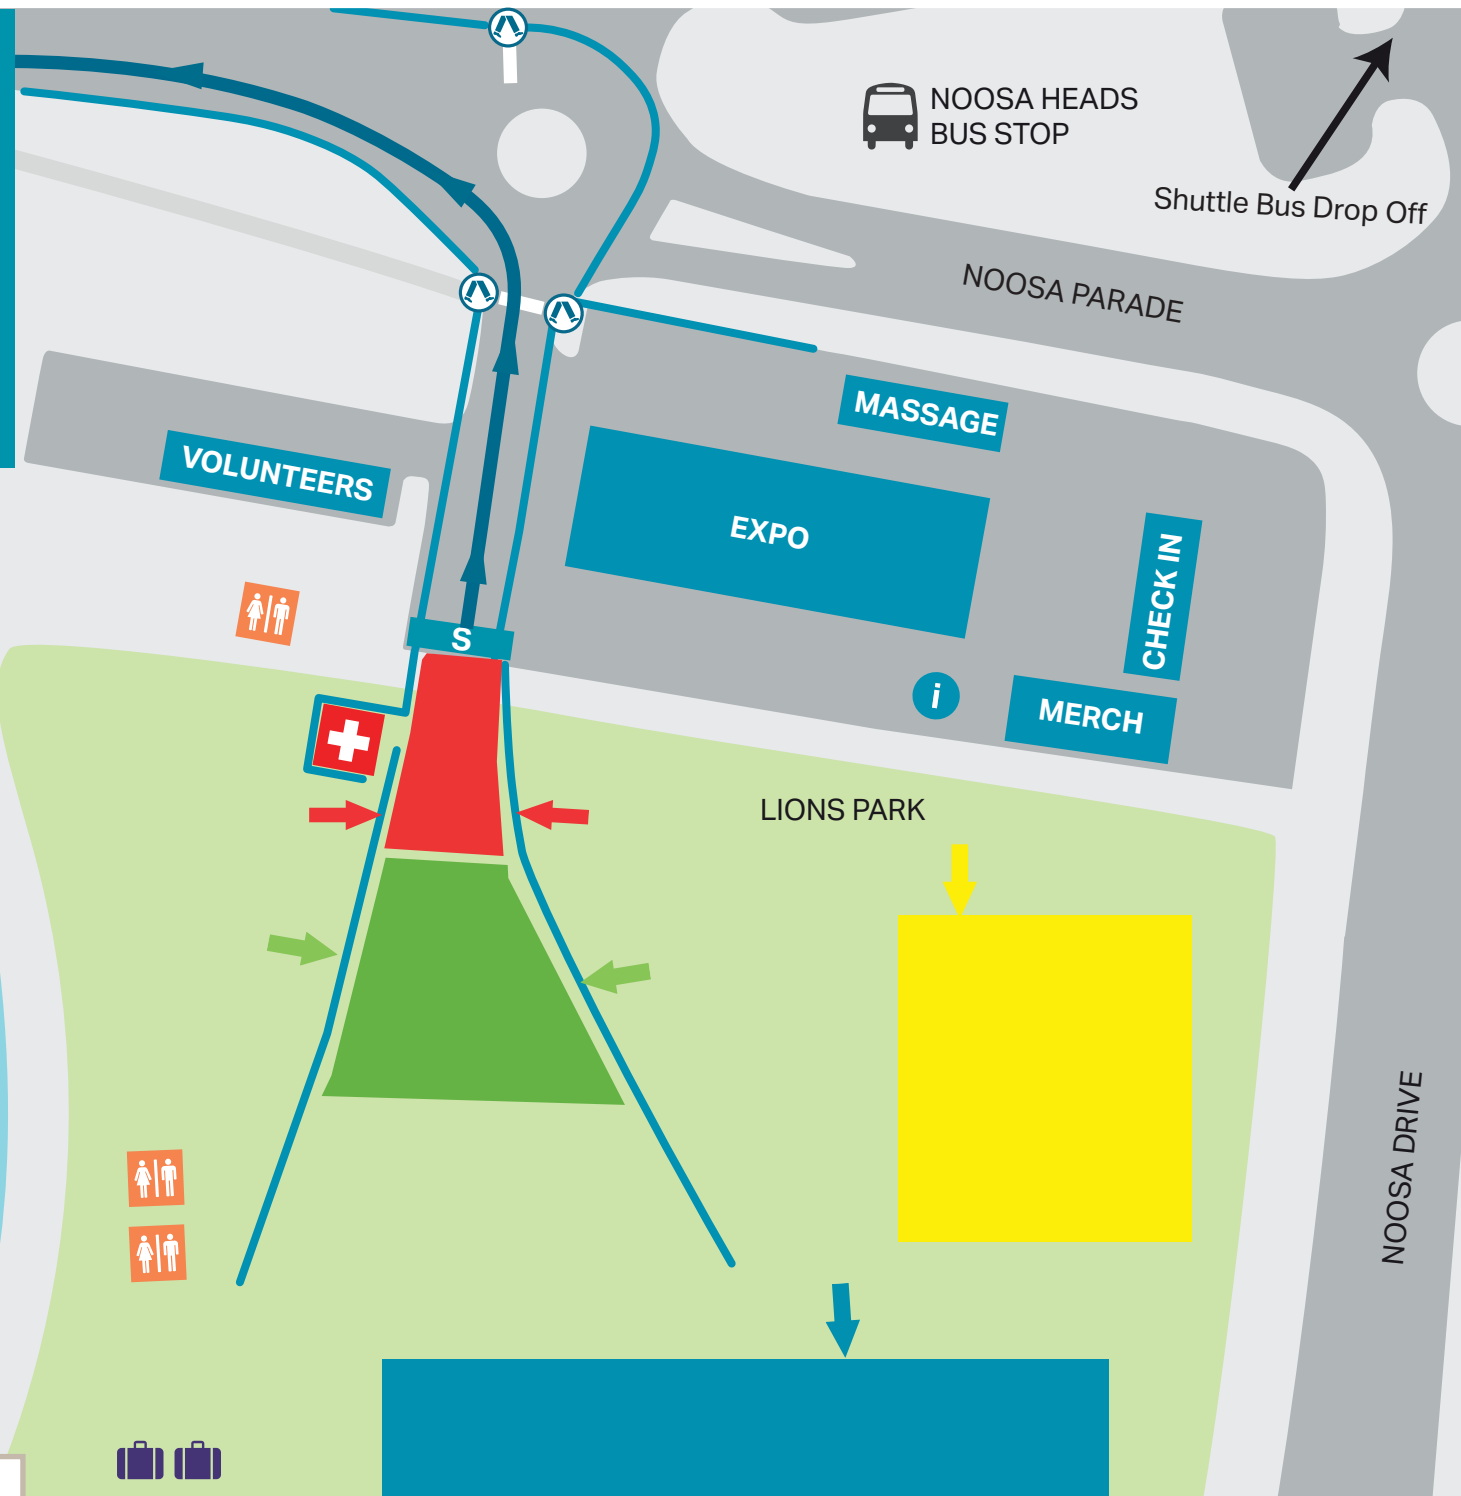 NOOSA HEADS
BUS STOP
Shuttle Bus Drop Off
NOOSA PARADE
MASSAGE
VOLUNTEERS
EXPO
CHECK IN
S
i
MERCH
LIONS PARK
NOOSA DRIVE